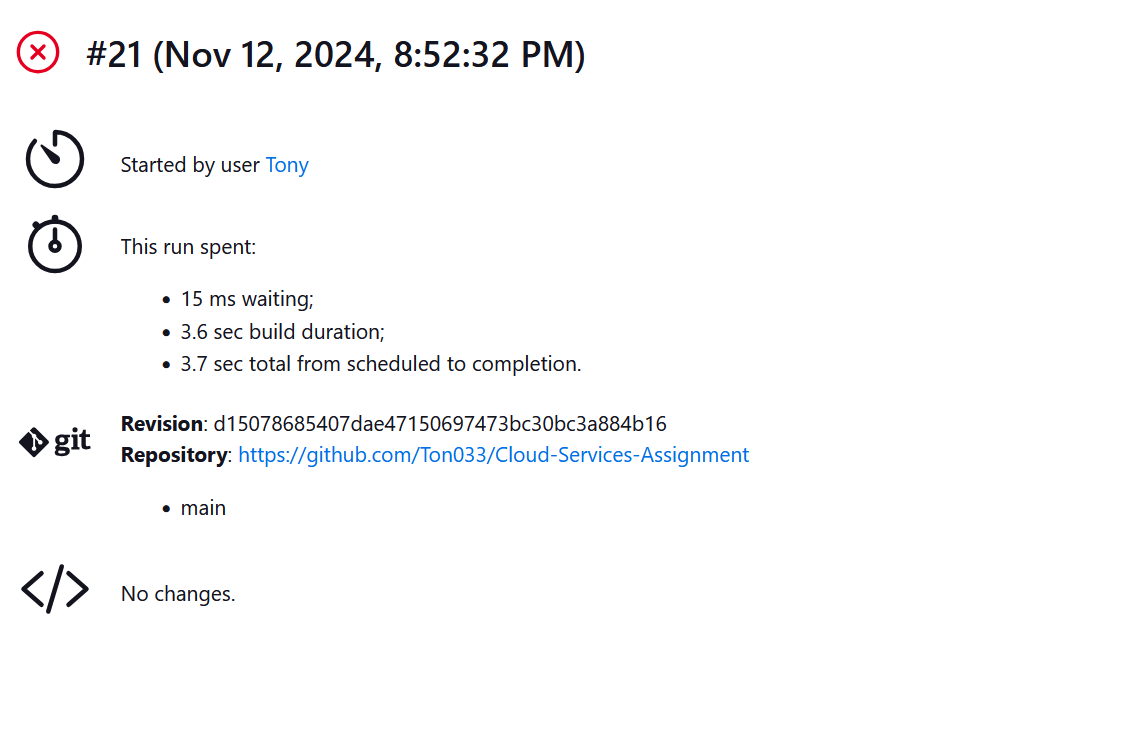 #21 (Nov 12, 2024, 8:52:32 PM)
Started by user Tony
This run spent:
15 ms waiting;
3.6 sec build duration;
3.7 sec total from scheduled to completion.
Revision: d15078685407dae47150697473bc30bc3a884b16
git
Repository: https://github.com/Ton033/Cloud-Services-Assignment
main
No changes.